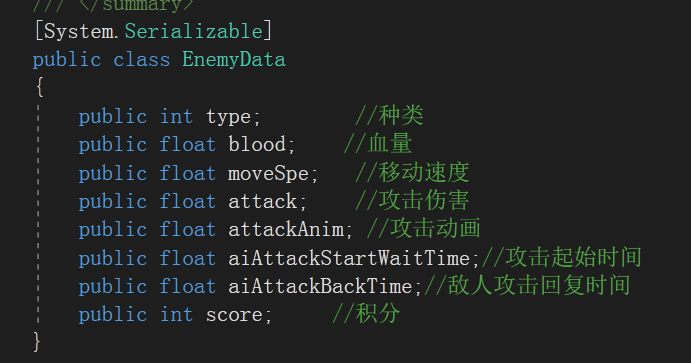 /// </summary>
[System.Serializable]
public class EnemyData
{
    public int type;        //种类
    public float blood;    //血量
    public float moveSpe;   //移动速度
    public float attack;    //攻击伤害
    public float attackAnim; //攻击动画
    public float aiAttackStartWaitTime;//攻击起始时间
    public float aiAttackBackTime;//敌人攻击回复时间
    public int score;     //积分
}